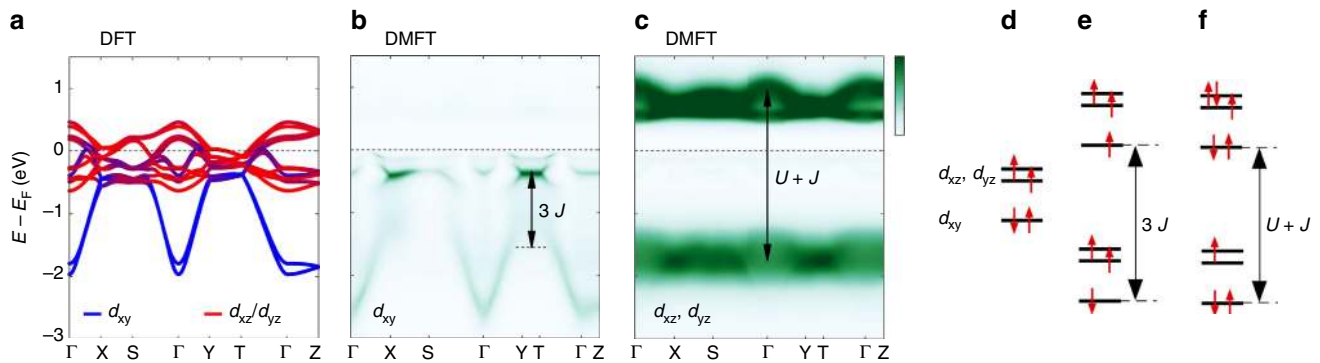 a
DFT
b
DMFT
c
DMFT
d
e
f
E – E_F (eV)
1
0
−1
−2
−3
d_xy
d_xz/d_yz
Γ X S Γ Y T Γ Z
3 J
d_xy
Γ X S Γ Y T Γ Z
U + J
d_xz, d_yz
Γ X S Γ Y T Γ Z
d_xz, d_yz
d_xy
3 J
U + J